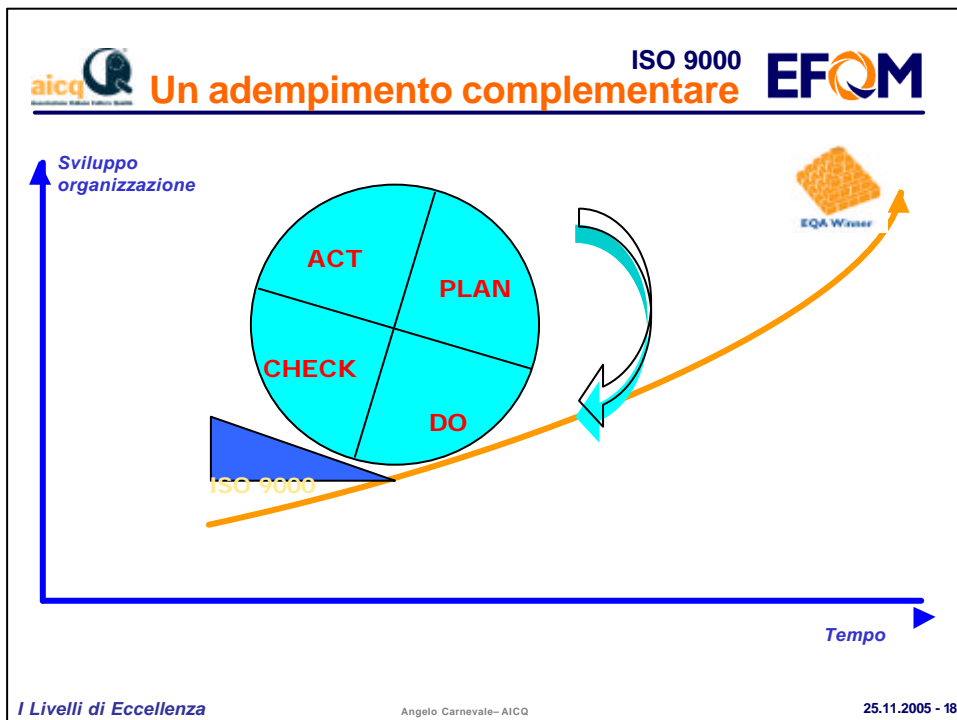 ISO 9000
aicq
Un adempimento complementare
EFQM
Sviluppo
organizzazione
EQA Winner
ACT
PLAN
CHECK
DO
ISO 9000
Tempo
I Livelli di Eccellenza
Angelo Carnevale–AICQ
25.11.2005 - 18